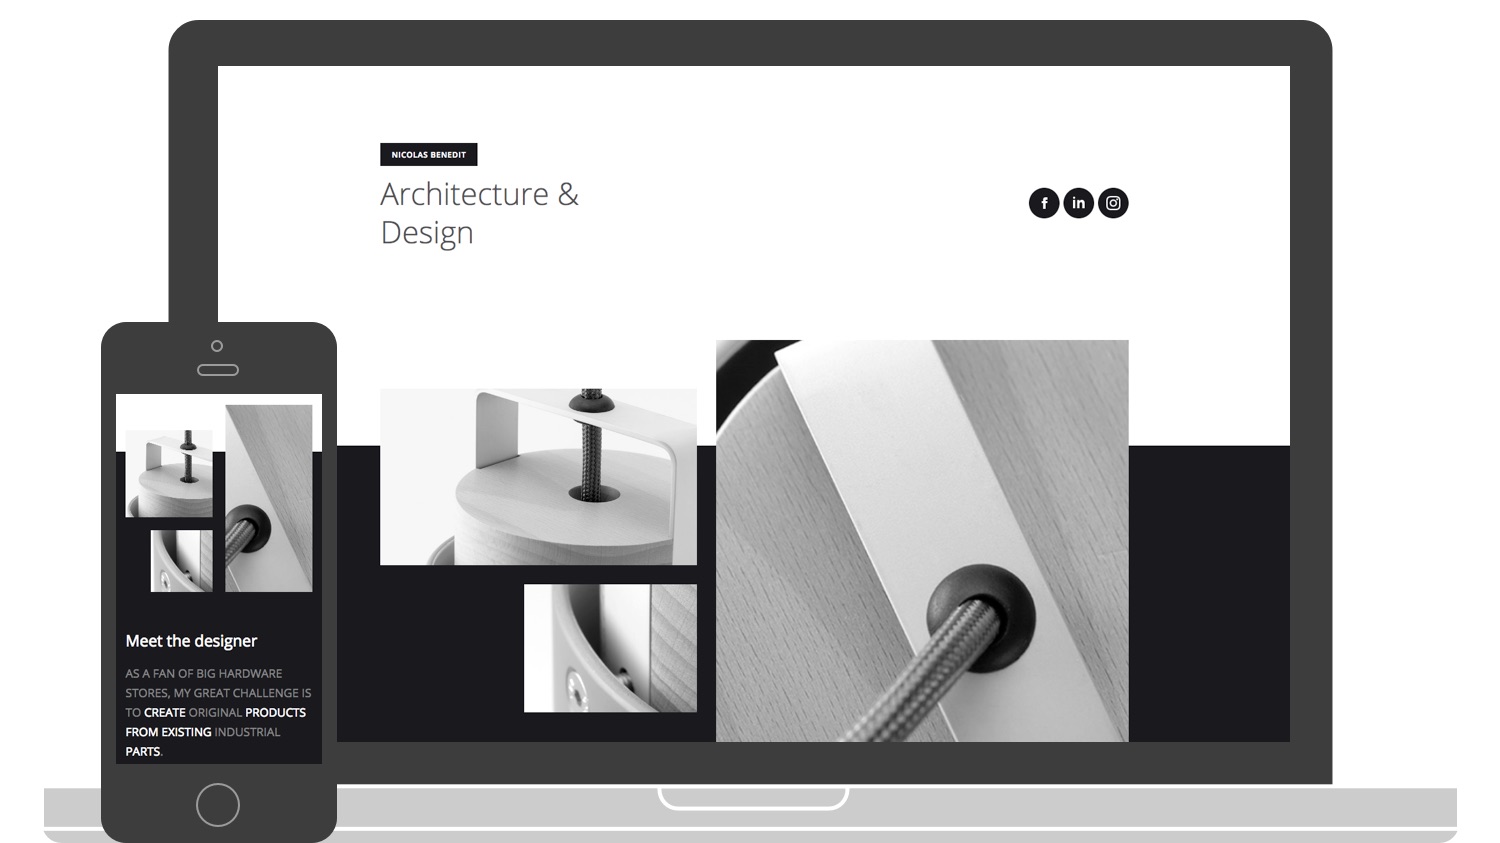 NICOLAS BENEDIT
Architecture &
Design
f
in
Meet the designer
AS A FAN OF BIG HARDWARE
STORES, MY GREAT CHALLENGE IS
TO CREATE ORIGINAL PRODUCTS
FROM EXISTING INDUSTRIAL
PARTS.